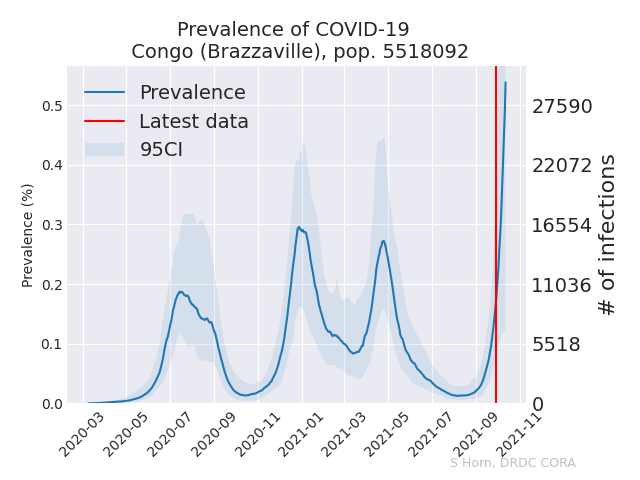 Prevalence of COVID-19
Congo (Brazzaville), pop. 5518092
Prevalence
Latest data
95CI
Prevalence (%)
0.5
0.4
0.3
0.2
0.1
0.0
27590
22072
16554
11036
5518
0
# of infections
2020-03
2020-05
2020-07
2020-09
2020-11
2021-01
2021-03
2021-05
2021-07
2021-09
2021-11
S Horn, DRDC CORA